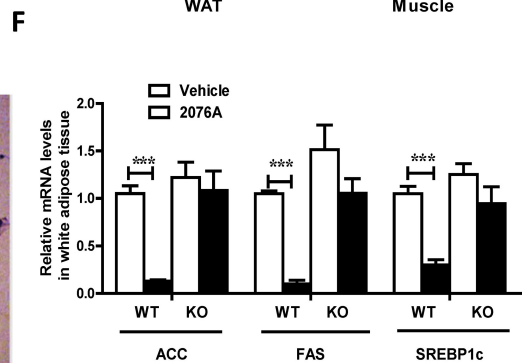 F
WAT Muscle
Vehicle
2076A
Relative mRNA levels
in white adipose tissue
2.0
1.5
1.0
0.5
0.0
*** *** ***
WT KO WT KO WT KO
ACC FAS SREBP1c